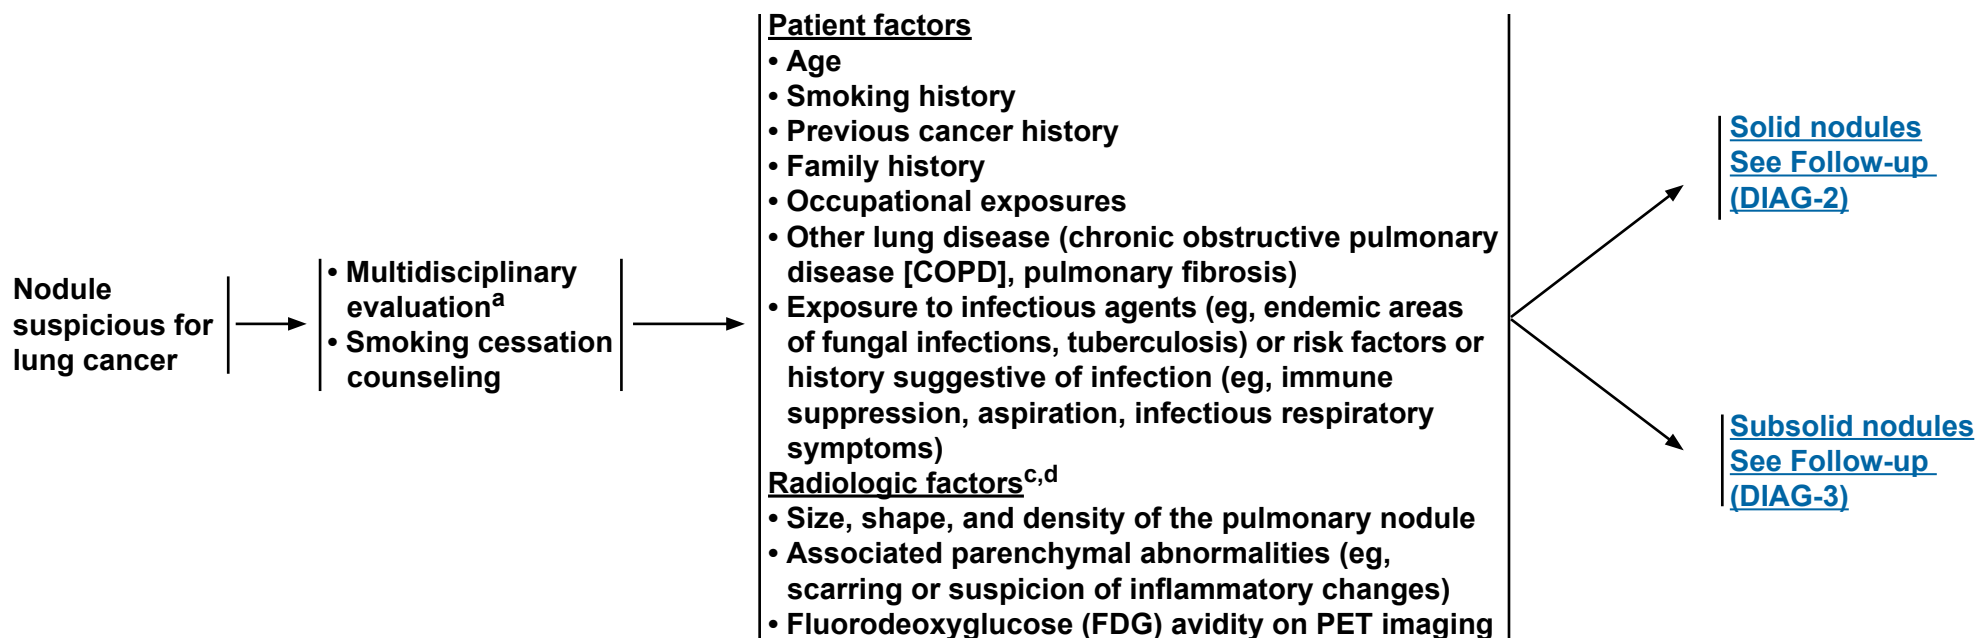 Nodule
suspicious for
lung cancer
• Multidisciplinary
evaluationa
• Smoking cessation
counseling
Patient factors
• Age
• Smoking history
• Previous cancer history
• Family history
• Occupational exposures
• Other lung disease (chronic obstructive pulmonary
disease [COPD], pulmonary fibrosis)
• Exposure to infectious agents (eg, endemic areas
of fungal infections, tuberculosis) or risk factors or
history suggestive of infection (eg, immune
suppression, aspiration, infectious respiratory
symptoms)
Radiologic factorsc,d
• Size, shape, and density of the pulmonary nodule
• Associated parenchymal abnormalities (eg,
scarring or suspicion of inflammatory changes)
• Fluorodeoxyglucose (FDG) avidity on PET imaging
Solid nodules
See Follow-up
(DIAG-2)
Subsolid nodules
See Follow-up
(DIAG-3)